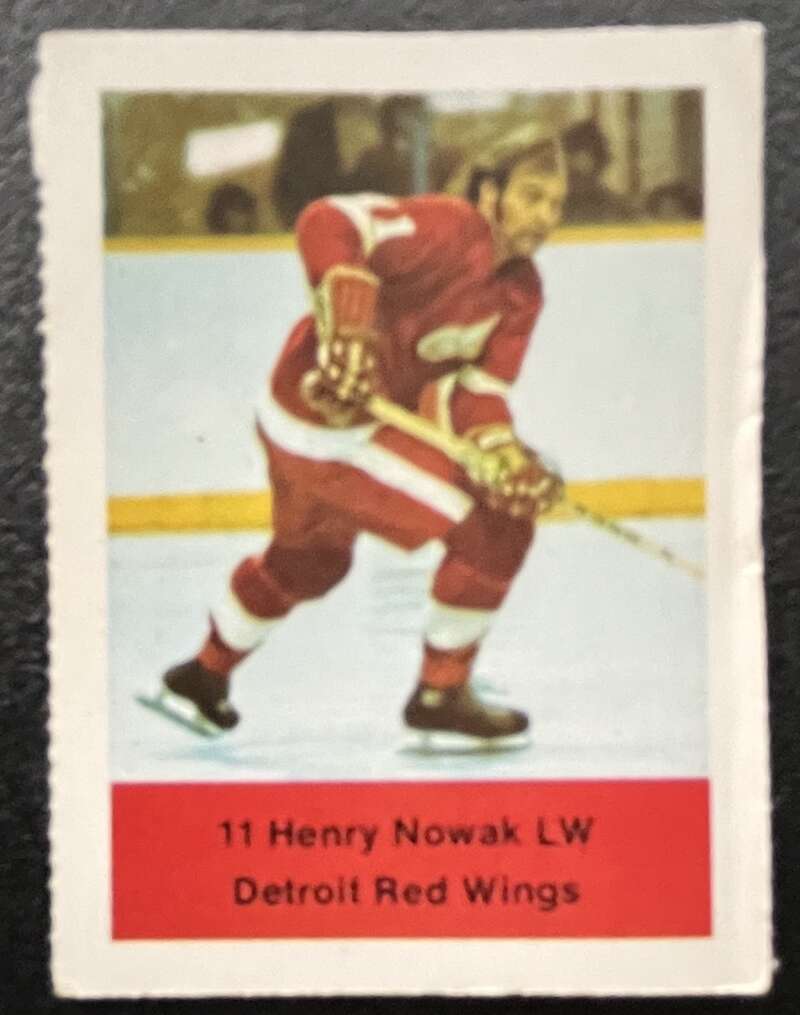 11 Henry Nowak LW
Detroit Red Wings